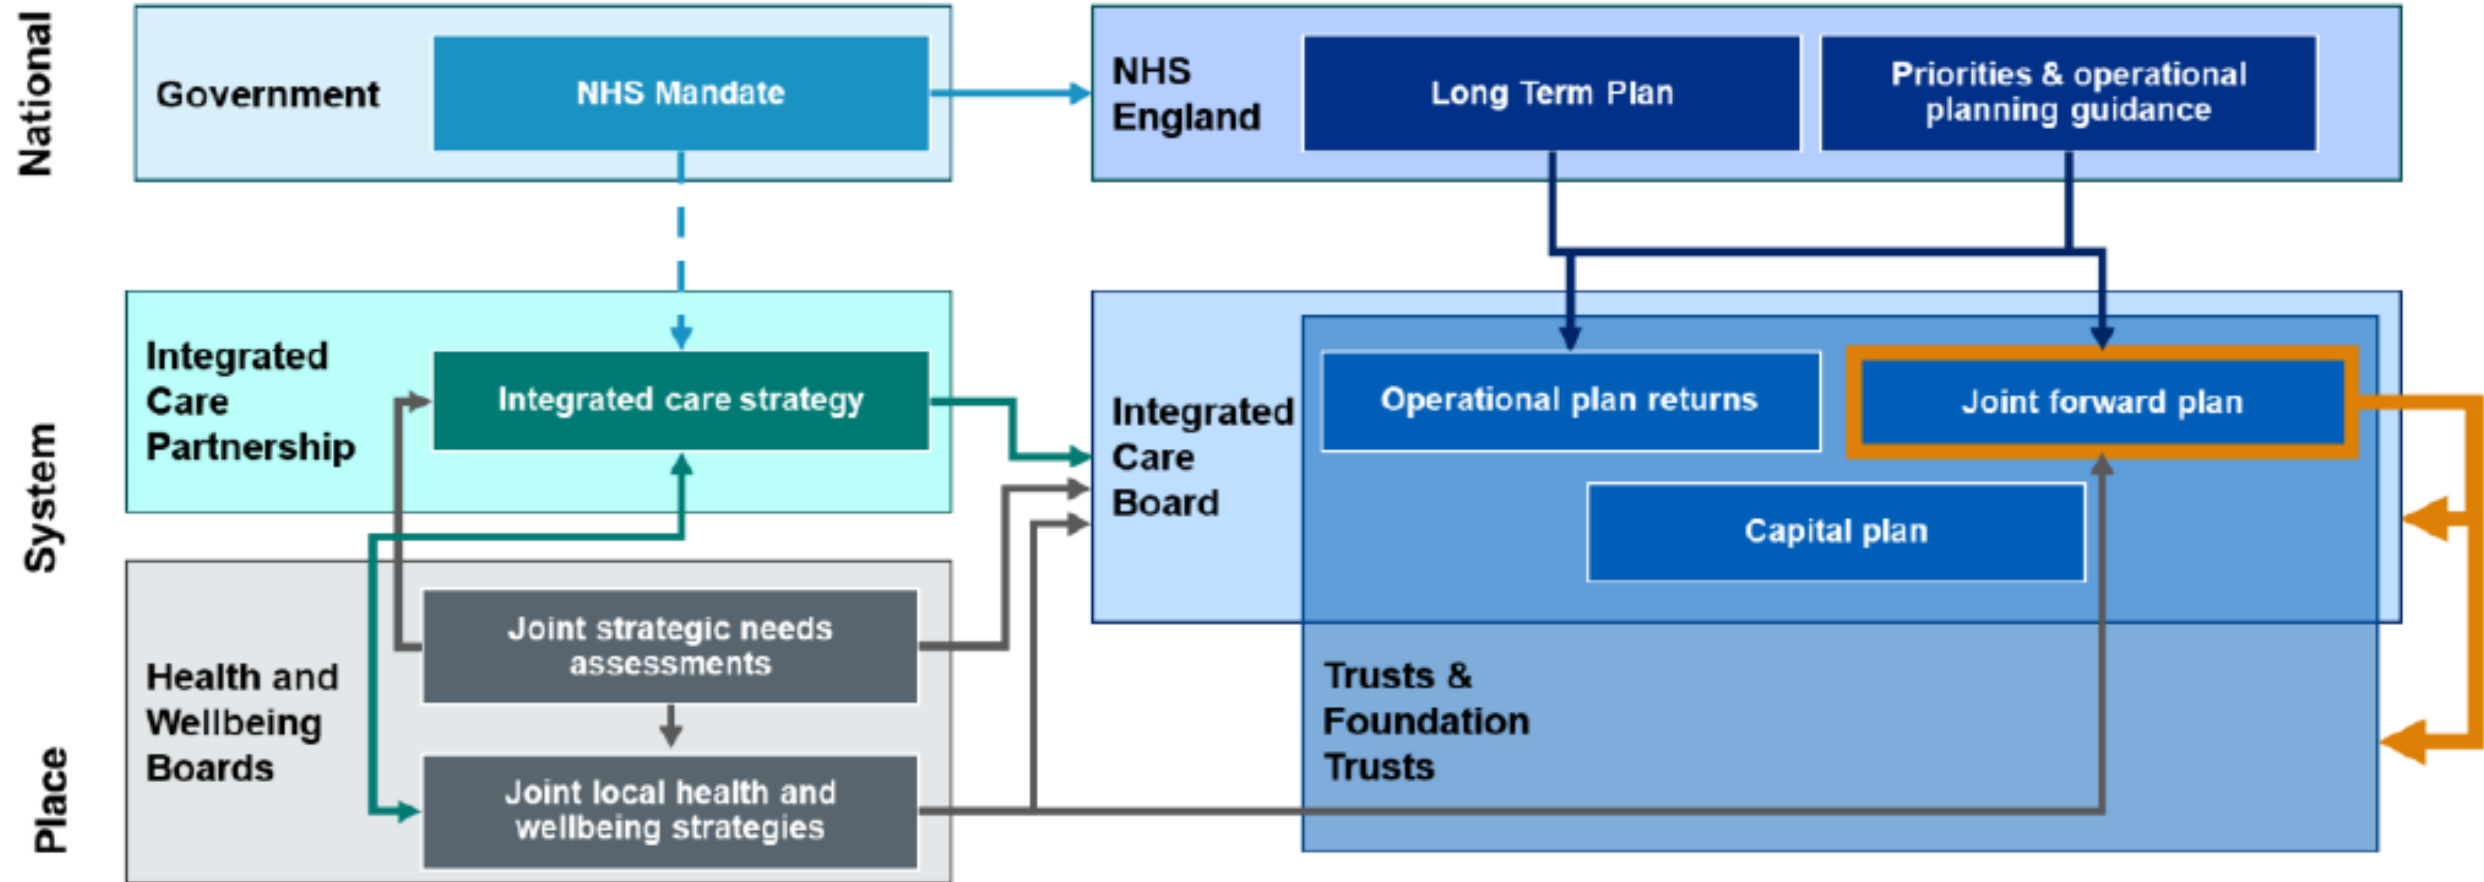 National
Government
NHS Mandate
NHS
England
Long Term Plan
Priorities & operational
planning guidance
System
Integrated
Care
Partnership
Integrated care strategy
Integrated
Care
Board
Operational plan returns
Joint forward plan
Capital plan
Place
Health and
Wellbeing
Boards
Joint strategic needs
assessments
Joint local health and
wellbeing strategies
Trusts &
Foundation
Trusts